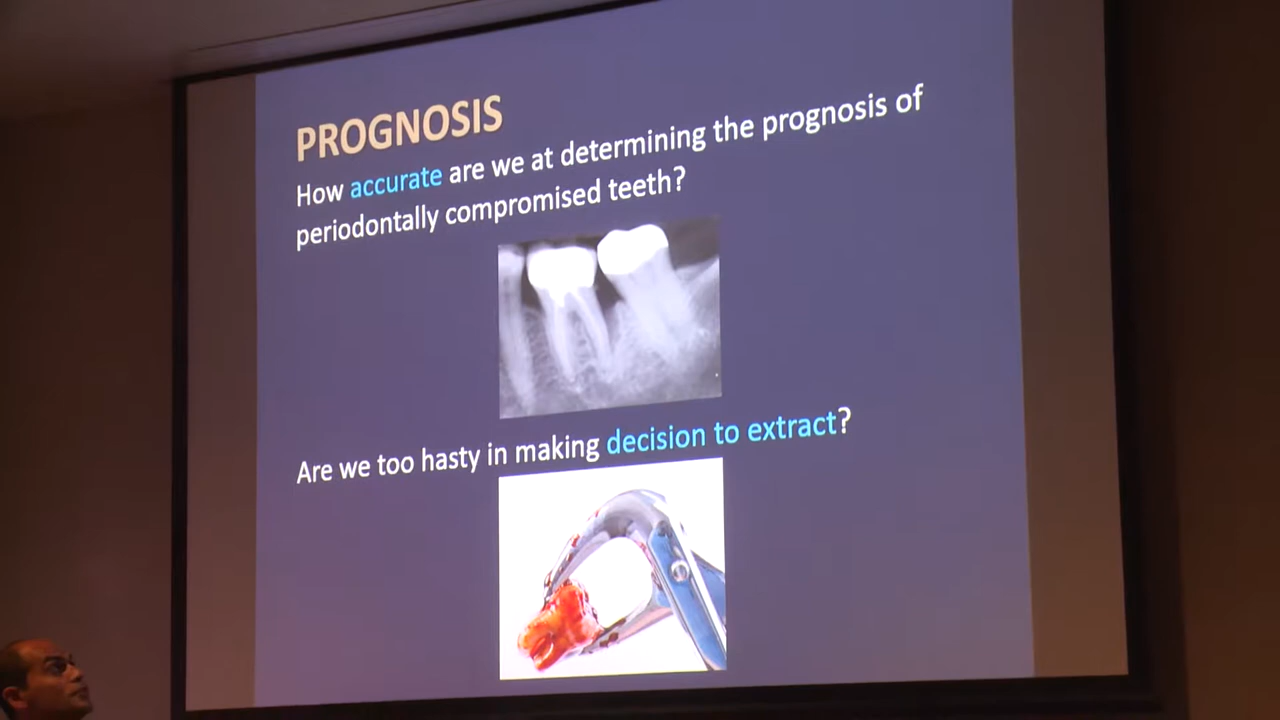 PROGNOSIS
How accurate are we at determining the prognosis of
periodontally compromised teeth?
Are we too hasty in making decision to extract?